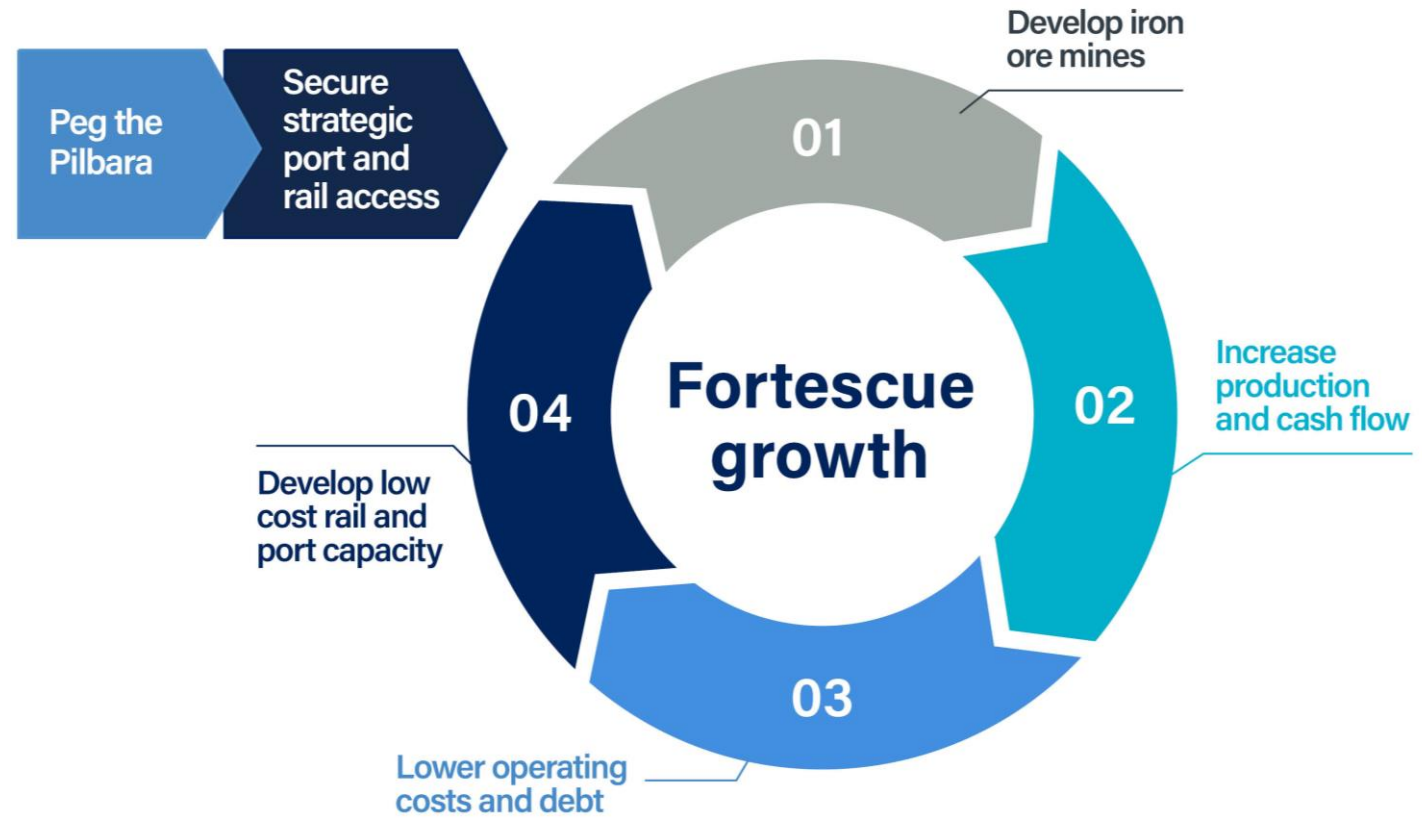 Peg the
Pilbara
Secure
strategic
port and
rail access
Develop iron
ore mines
01
Increase
production
and cash flow
02
Lower operating
costs and debt
03
Develop low
cost rail and
port capacity
04
Fortescue
growth